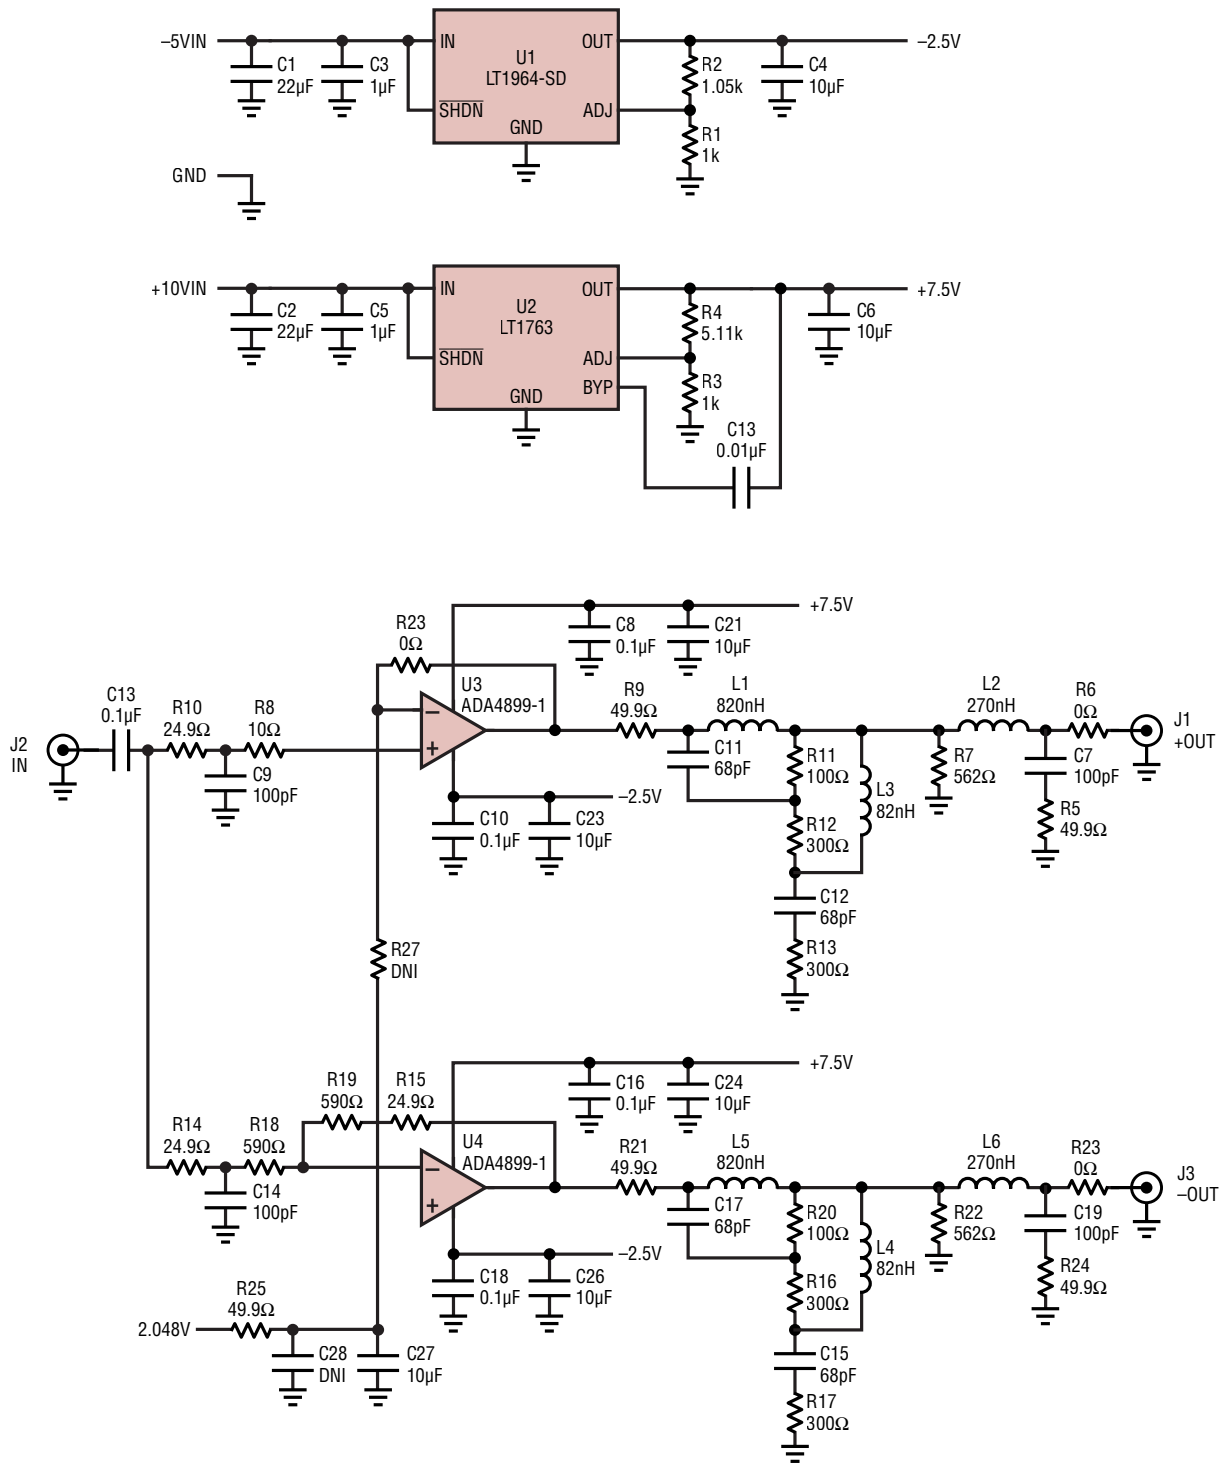 –5VIN
C1
22µF
C3
1µF
IN
SHDN
U1
LT1964-SD
GND
OUT
ADJ
R2
1.05k
R1
1k
C4
10µF
–2.5V
GND
+10VIN
C2
22µF
C5
1µF
IN
SHDN
U2
LT1763
GND
OUT
ADJ
BYP
R4
5.11k
R3
1k
C13
0.01µF
C6
10µF
+7.5V
J2
IN
C13
0.1µF
R10
24.9Ω
R8
10Ω
C9
100pF
R23
0Ω
U3
ADA4899-1
–
+
+7.5V
C8
0.1µF
C21
10µF
–2.5V
C10
0.1µF
C23
10µF
R9
49.9Ω
L1
820nH
C11
68pF
R11
100Ω
R12
300Ω
L3
82nH
C12
68pF
R13
300Ω
R7
562Ω
L2
270nH
R6
0Ω
C7
100pF
R5
49.9Ω
J1
+OUT
R27
DNI
R14
24.9Ω
R18
590Ω
C14
100pF
R19
590Ω
R15
24.9Ω
U4
ADA4899-1
–
+
+7.5V
C16
0.1µF
C24
10µF
–2.5V
C18
0.1µF
C26
10µF
R21
49.9Ω
L5
820nH
C17
68pF
R20
100Ω
R16
300Ω
L4
82nH
C15
68pF
R17
300Ω
R22
562Ω
L6
270nH
R23
0Ω
C19
100pF
R24
49.9Ω
J3
–OUT
2.048V
R25
49.9Ω
C28
DNI
C27
10µF